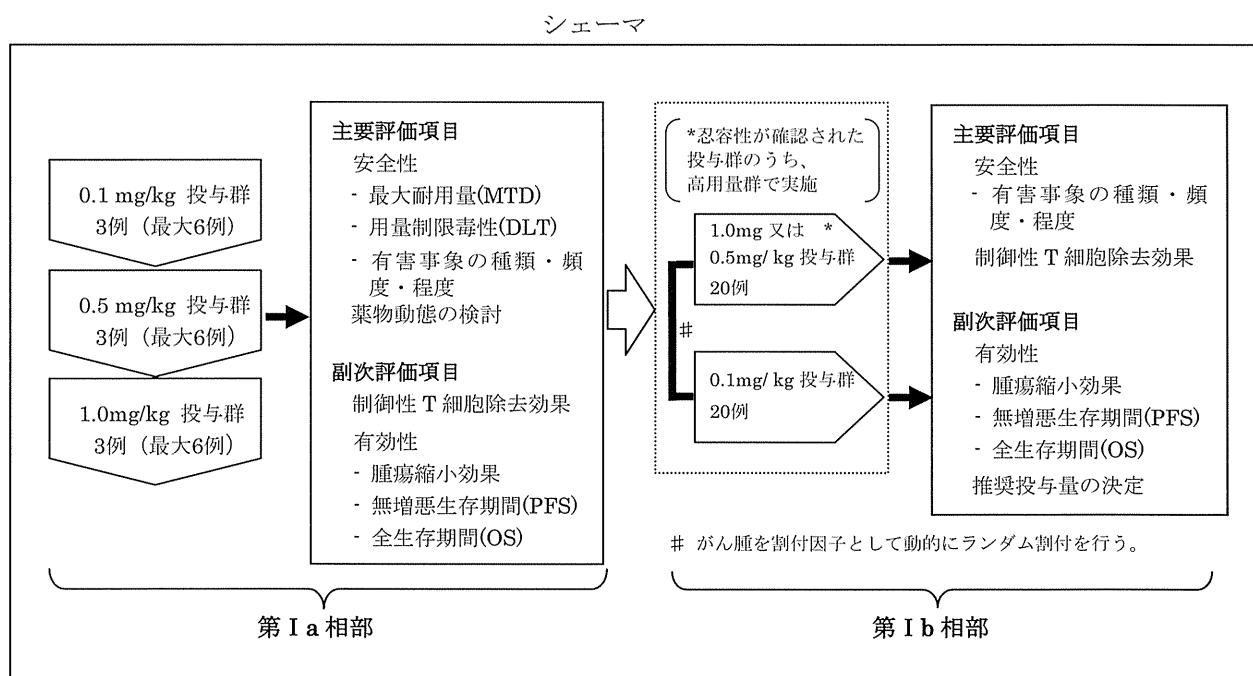 シェーマ
0.1 mg/kg 投与群
3例（最大6例）
0.5 mg/kg 投与群
3例（最大6例）
1.0mg/kg 投与群
3例（最大6例）
主要評価項目
安全性
- 最大耐用量(MTD)
- 用量制限毒性(DLT)
- 有害事象の種類・頻
度・程度
薬物動態の検討
副次評価項目
制御性 T 細胞除去効果
有効性
- 腫瘍縮小効果
- 無増悪生存期間(PFS)
- 全生存期間(OS)
第Ⅰa相部
*忍容性が確認された
投与群のうち、
高用量群で実施
1.0mg 又は *
0.5mg/ kg 投与群
20例
#
0.1mg/ kg 投与群
20例
主要評価項目
安全性
- 有害事象の種類・頻
度・程度
制御性 T 細胞除去効果
副次評価項目
有効性
- 腫瘍縮小効果
- 無増悪生存期間(PFS)
- 全生存期間(OS)
推奨投与量の決定
# がん腫を割付因子として動的にランダム割付を行う。
第Ⅰb相部